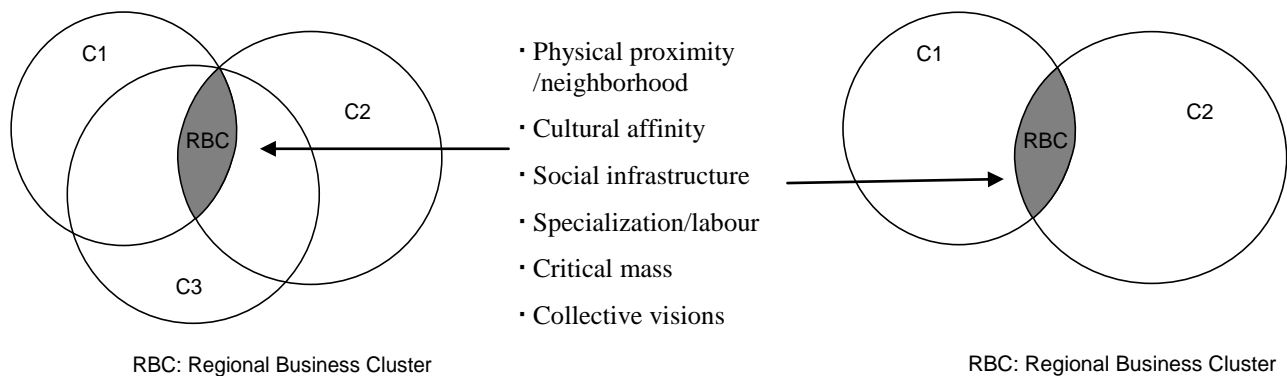 C1
C2
RBC
C3
RBC: Regional Business Cluster
· Physical proximity
/neighborhood
· Cultural affinity
· Social infrastructure
· Specialization/labour
· Critical mass
· Collective visions
C1
C2
RBC
RBC: Regional Business Cluster